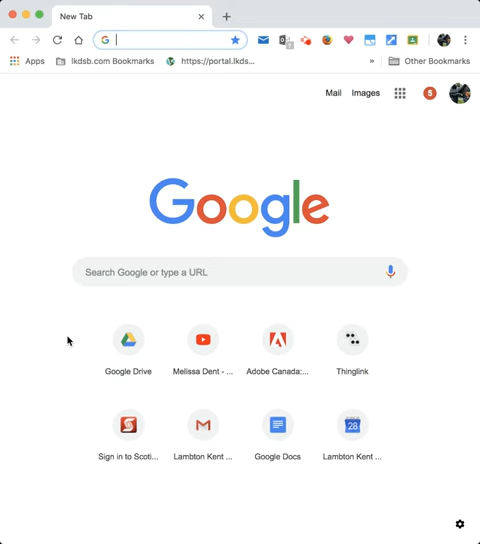 New Tab
Apps lkdsb.com Bookmarks https://portal.lkds... » Other Bookmarks
Mail Images 5
Google
Search Google or type a URL
Google Drive Melissa Dent - ... Adobe Canada:... Thinglink
28
Sign in to Scoti... Lambton Kent ... Google Docs Lambton Kent ...